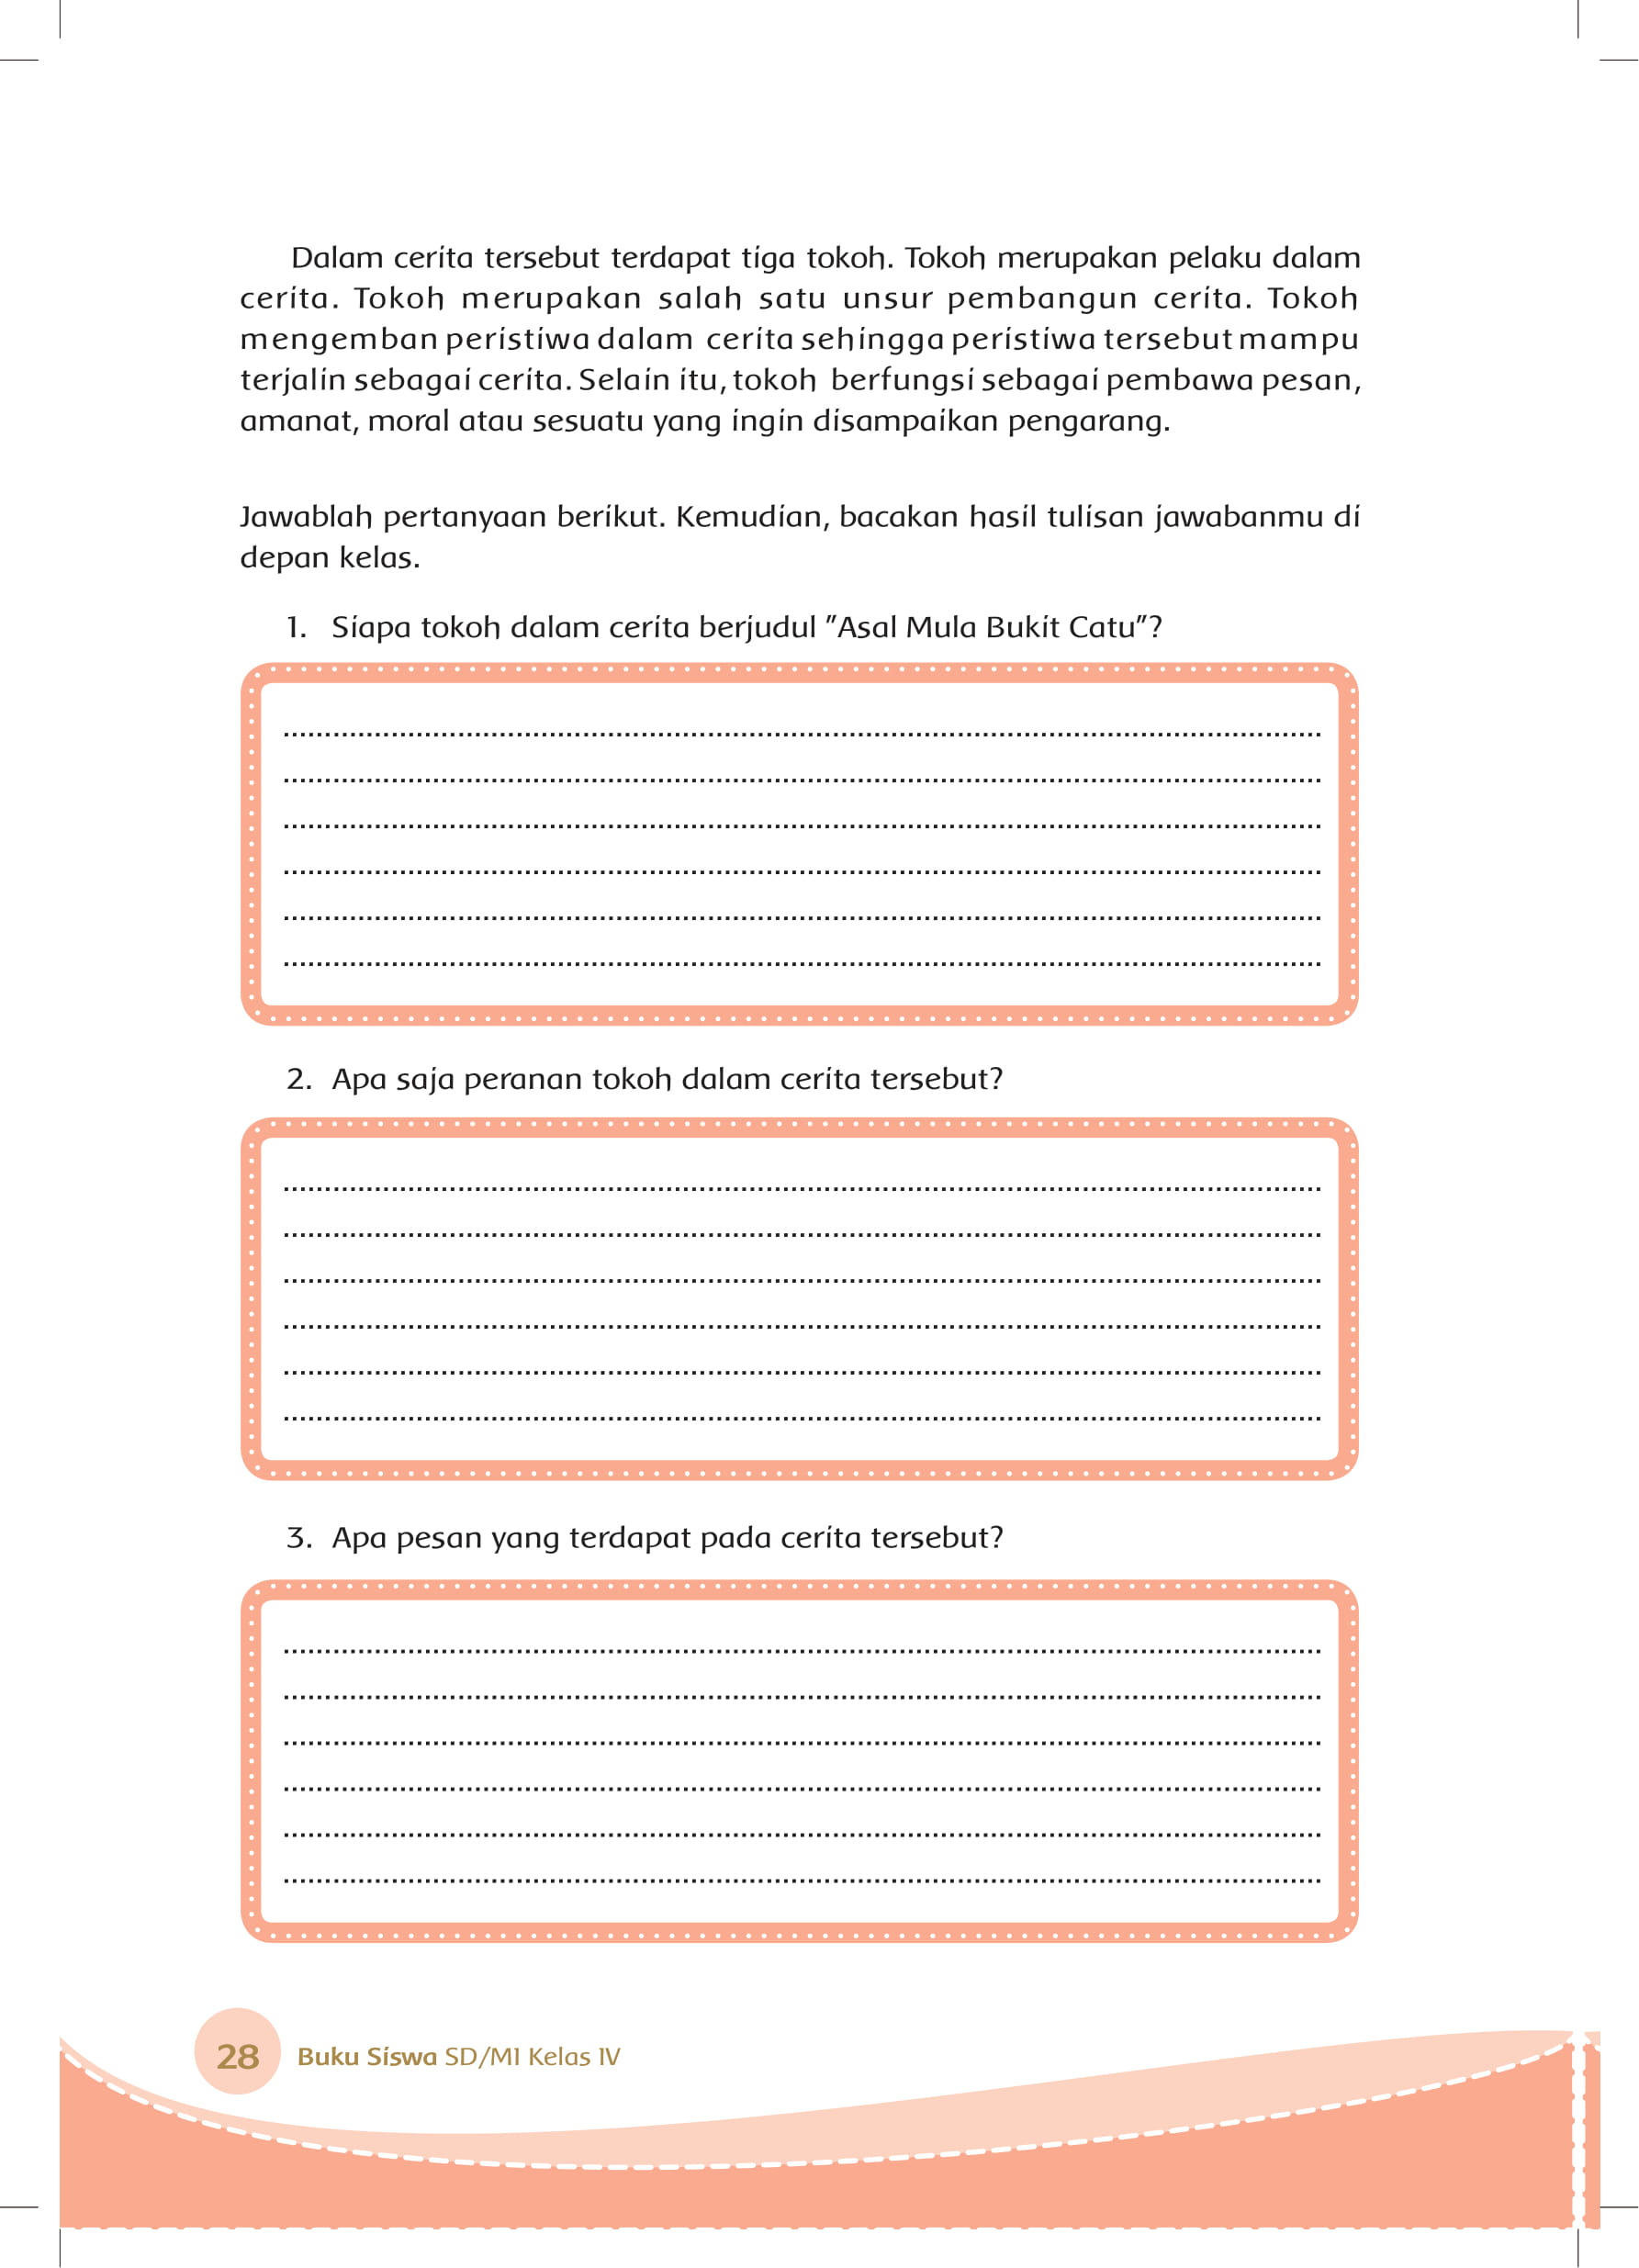 Dalam cerita tersebut terdapat tiga tokoh. Tokoh merupakan pelaku dalam
cerita. Tokoh merupakan salah satu unsur pembangun cerita. Tokoh
mengemban peristiwa dalam cerita sehingga peristiwa tersebut mampu
terjalin sebagai cerita. Selain itu, tokoh berfungsi sebagai pembawa pesan,
amanat, moral atau sesuatu yang ingin disampaikan pengarang.
Jawablah pertanyaan berikut. Kemudian, bacakan hasil tulisan jawabanmu di
depan kelas.
1. Siapa tokoh dalam cerita berjudul "Asal Mula Bukit Catu"?
2. Apa saja peranan tokoh dalam cerita tersebut?
3. Apa pesan yang terdapat pada cerita tersebut?
28 Buku Siswa SD/MI Kelas IV